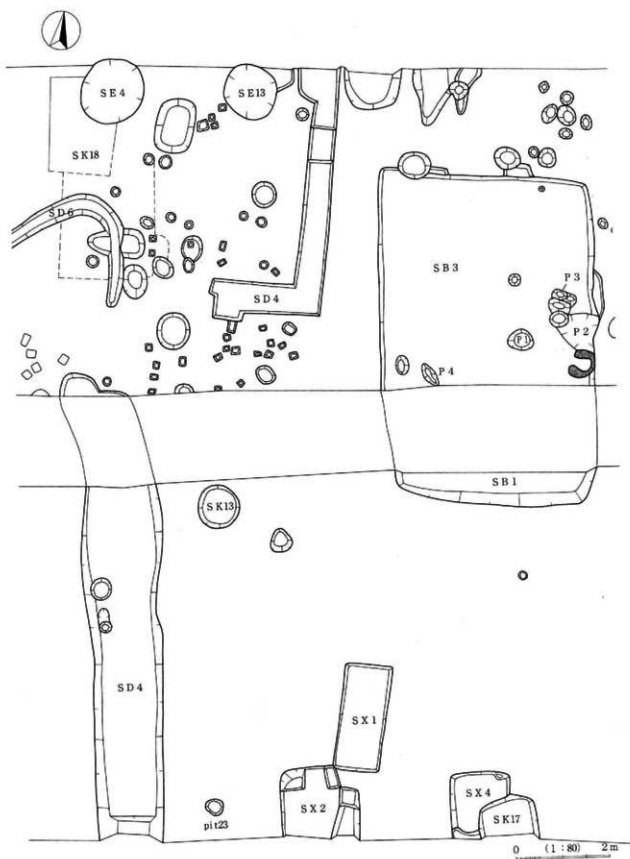 SE4
SE13
SK18
SD6
SB3
P3
SD4
P1
P2
P4
SB1
SK13
SD4
SX1
SX4
SX2
SK17
pit23
0 (1:80) 2m